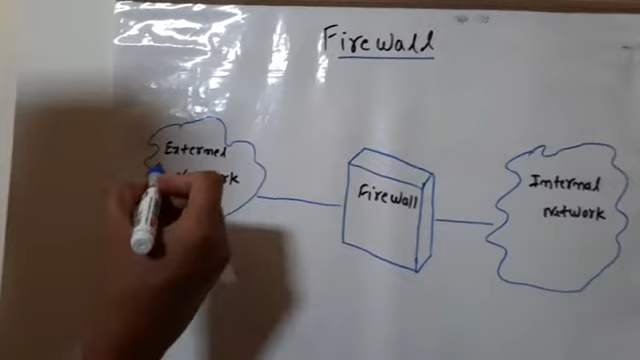 Firewall
External
Firewall
Internal
network